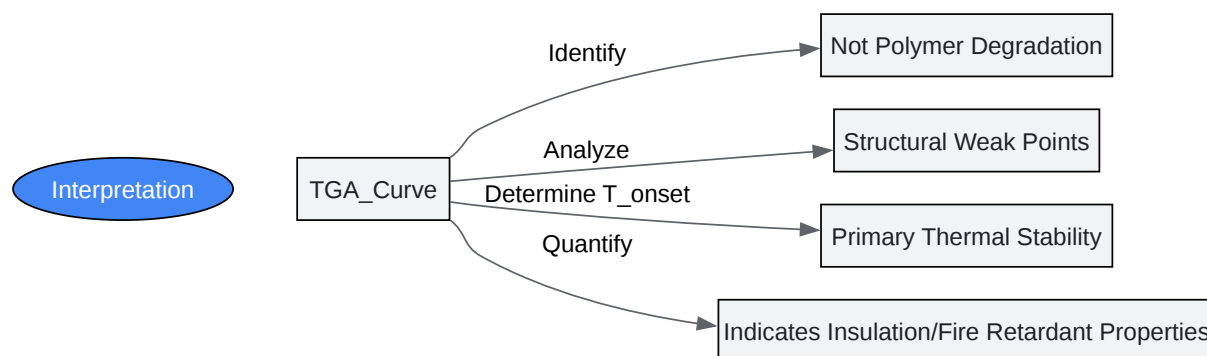 Identify
Not Polymer Degradation
Analyze
Structural Weak Points
Interpretation
TGA_Curve
Determine T_onset
Primary Thermal Stability
Quantify
Indicates Insulation/Fire Retardant Properties